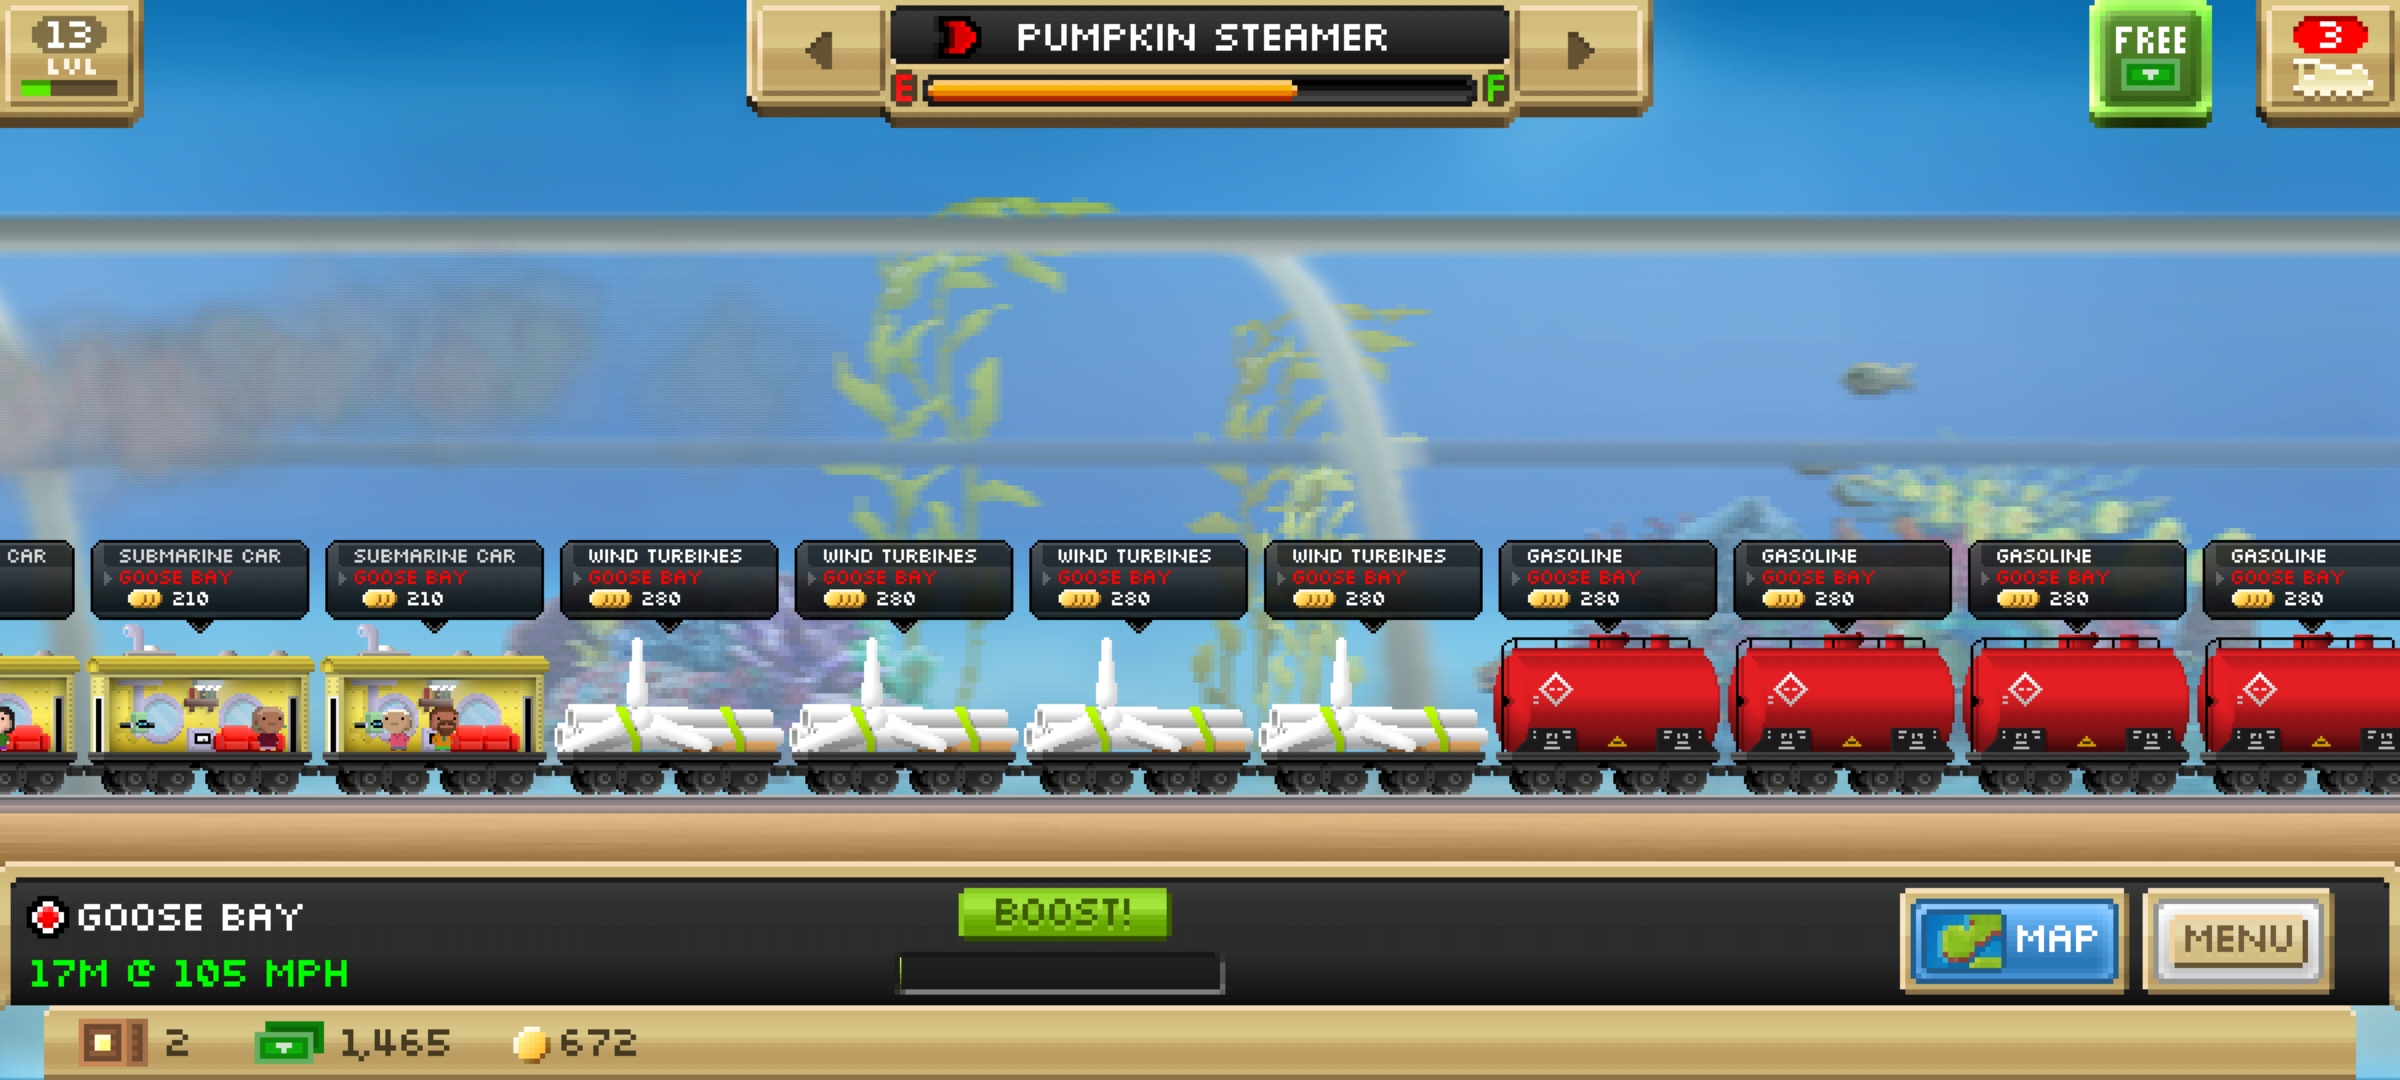 13
LVL
PUMPKIN STEAMER
E F
FREE
3
CAR
SUBMARINE CAR
GOOSE BAY
210
SUBMARINE CAR
GOOSE BAY
210
WIND TURBINES
GOOSE BAY
280
WIND TURBINES
GOOSE BAY
280
WIND TURBINES
GOOSE BAY
280
WIND TURBINES
GOOSE BAY
280
GASOLINE
GOOSE BAY
280
GASOLINE
GOOSE BAY
280
GASOLINE
GOOSE BAY
280
GASOLINE
GOOSE BAY
280
GOOSE BAY
17M @ 105 MPH
BOOST!
MAP
MENU
2 1,465 672